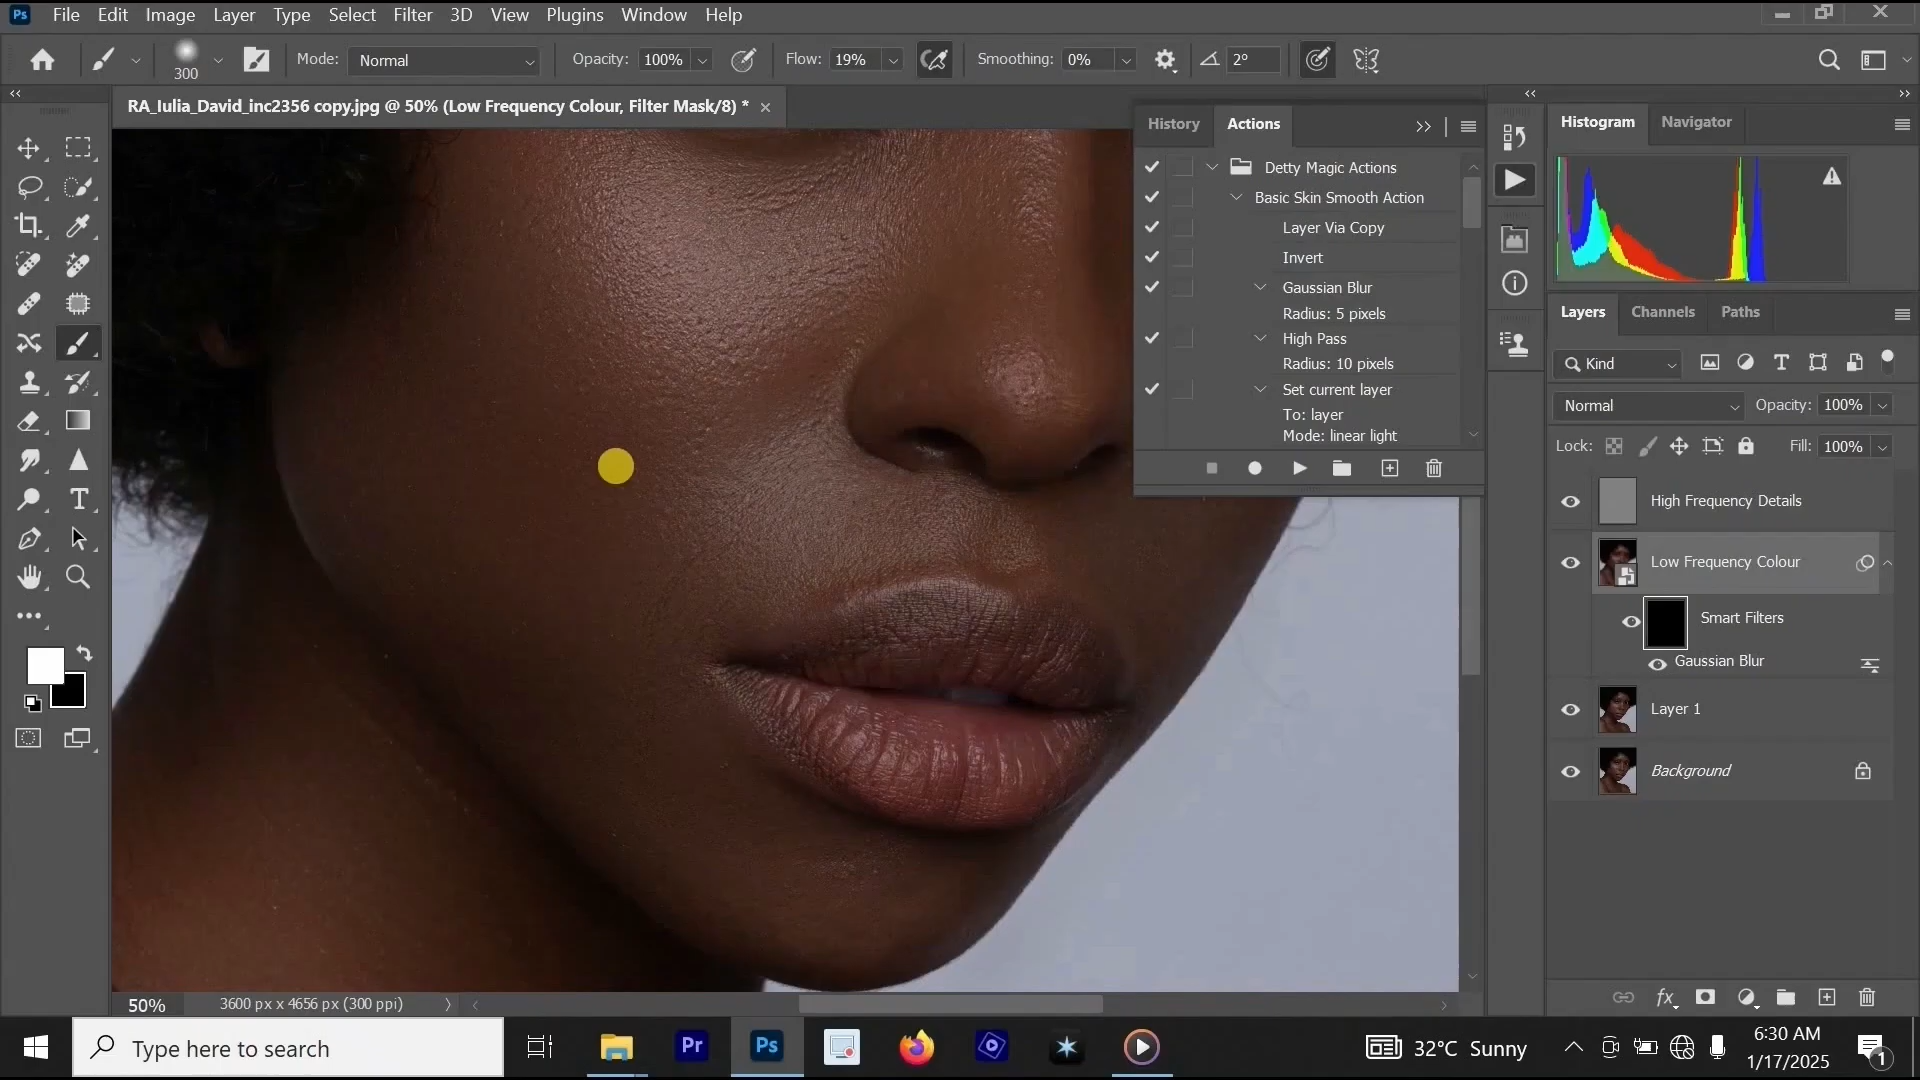 Ps File Edit Image Layer Type Select Filter 3D View Plugins Window Help
300 Mode: Normal Opacity: 100% Flow: 19% Smoothing: 0% 2°
RA_Iulia_David_inc2356 copy.jpg @ 50% (Low Frequency Colour, Filter Mask/8) *
History Actions
Detty Magic Actions
Basic Skin Smooth Action
Layer Via Copy
Invert
Gaussian Blur
Radius: 5 pixels
High Pass
Radius: 10 pixels
Set current layer
To: layer
Mode: linear light
Histogram Navigator
Layers Channels Paths
Kind
Normal Opacity: 100%
Lock: Fill: 100%
High Frequency Details
Low Frequency Colour
Smart Filters
Gaussian Blur
Layer 1
Background
fx
50% 3600 px x 4656 px (300 ppi)
Type here to search
Pr Ps
32°C Sunny
6:30 AM
1/17/2025
1